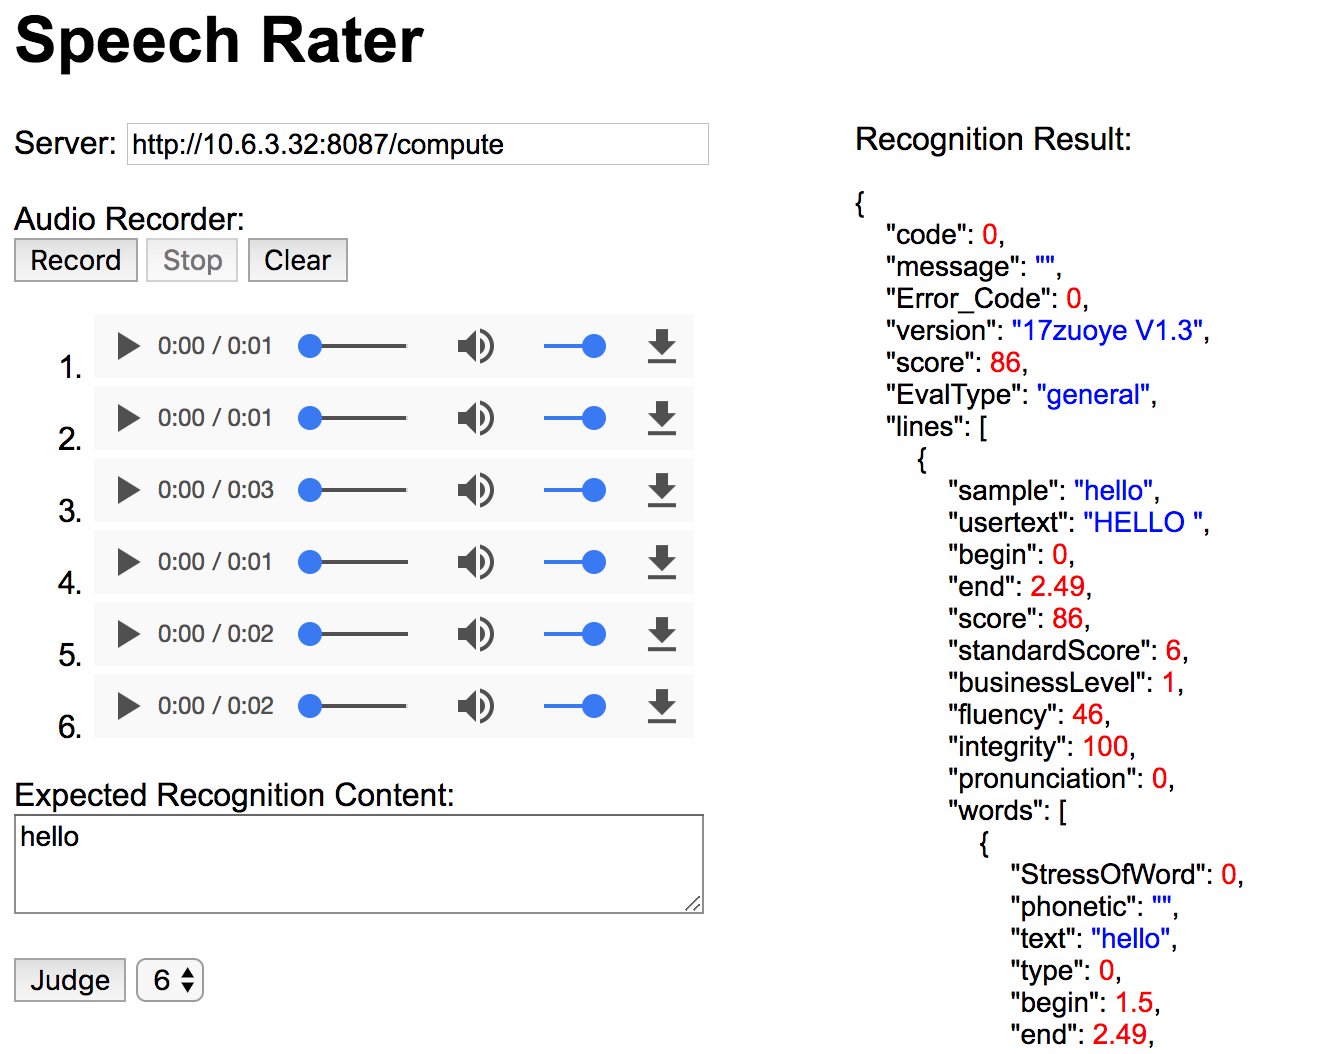 Speech Rater
Server: http://10.6.3.32:8087/compute
Audio Recorder:
Record Stop Clear
1. 0:00 / 0:01
2. 0:00 / 0:01
3. 0:00 / 0:03
4. 0:00 / 0:01
5. 0:00 / 0:02
6. 0:00 / 0:02
Expected Recognition Content:
hello
Judge 6
Recognition Result:
{
"code": 0,
"message": "",
"Error_Code": 0,
"version": "17zuoye V1.3",
"score": 86,
"EvalType": "general",
"lines": [
{
"sample": "hello",
"usertext": "HELLO ",
"begin": 0,
"end": 2.49,
"score": 86,
"standardScore": 6,
"businessLevel": 1,
"fluency": 46,
"integrity": 100,
"pronunciation": 0,
"words": [
{
"StressOfWord": 0,
"phonetic": "",
"text": "hello",
"type": 0,
"begin": 1.5,
"end": 2.49,